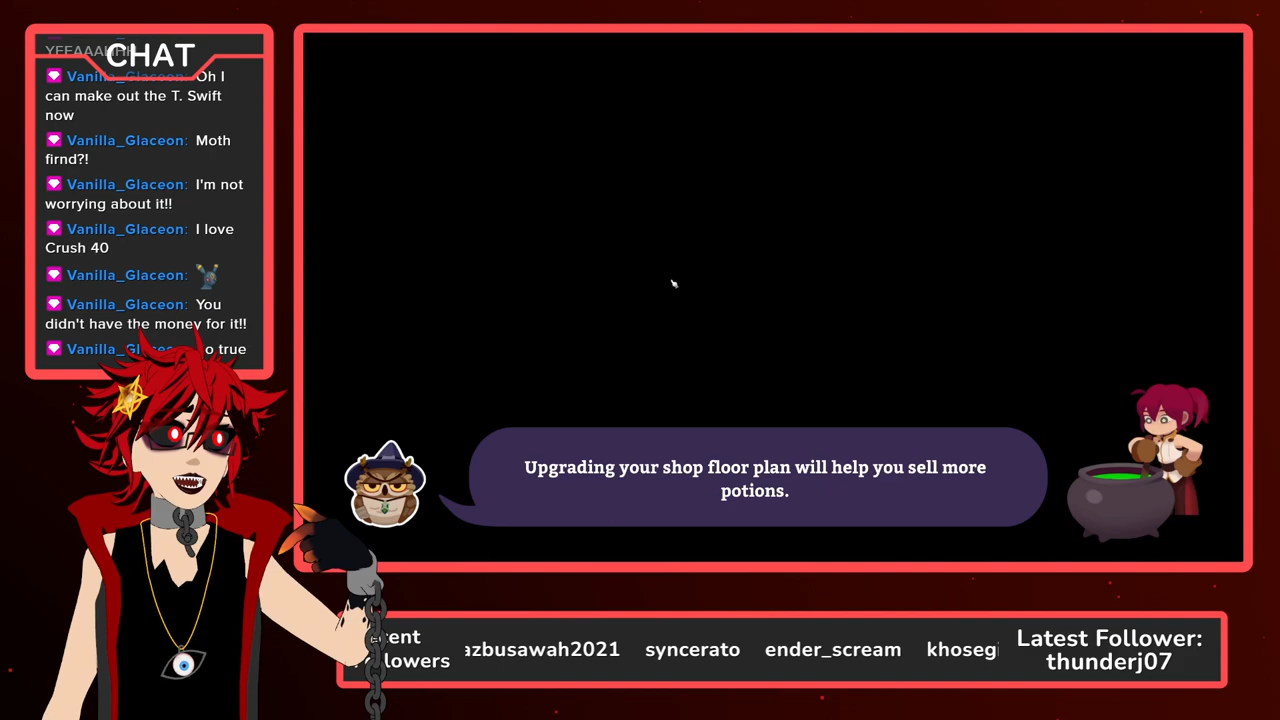 YEEAAAHHH
CHAT
Vanilla_Glaceon: Oh I
can make out the T. Swift
now
Vanilla_Glaceon: Moth
firnd?!
Vanilla_Glaceon: I'm not
worrying about it!!
Vanilla_Glaceon: I love
Crush 40
Vanilla_Glaceon:
Vanilla_Glaceon: You
didn't have the money for it!!
true
Upgrading your shop floor plan will help you sell more
potions.
azbusawah2021 syncerato ender_scream khosegi
Latest Follower:
thunderj07